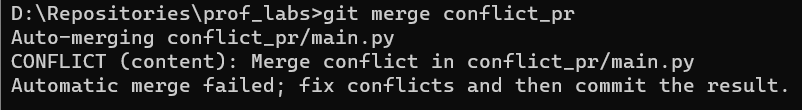 D:\Repositories\prof_labs>git merge conflict_pr
Auto-merging conflict_pr/main.py
CONFLICT (content): Merge conflict in conflict_pr/main.py
Automatic merge failed; fix conflicts and then commit the result.